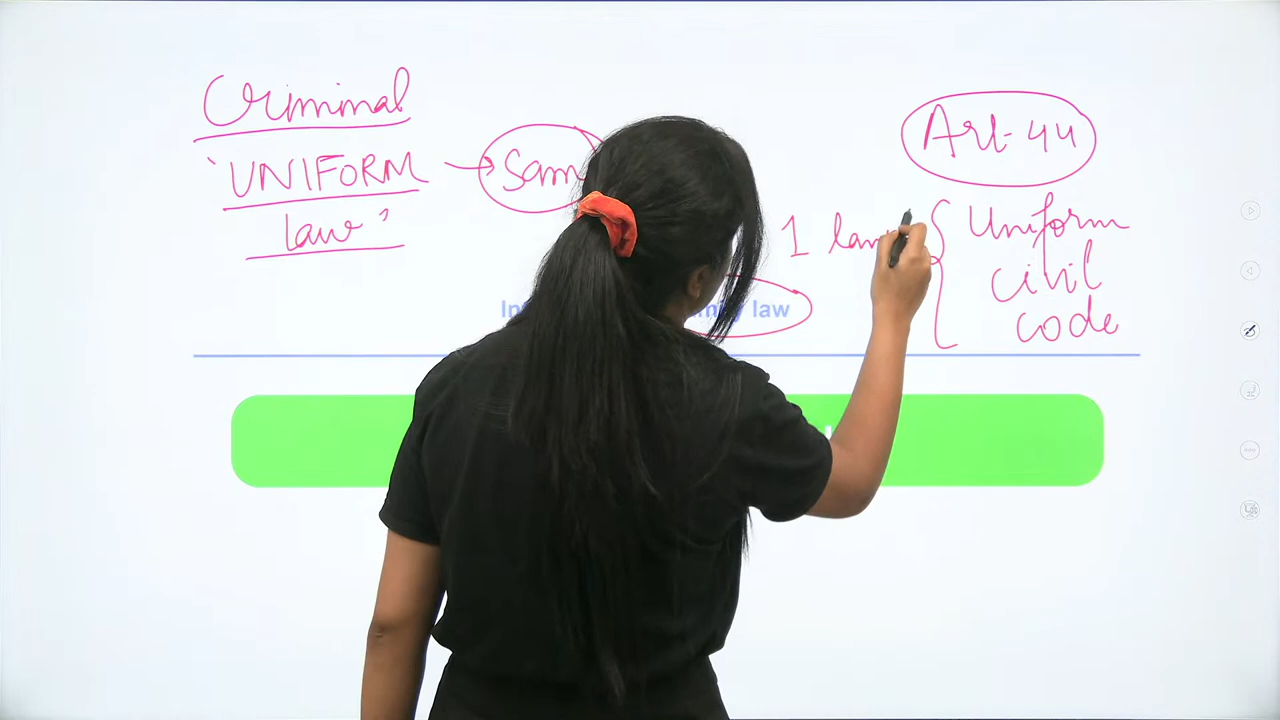 Criminal
'UNIFORM → Sam
law'
Art-44
1 law { Uniform
civil
code
law